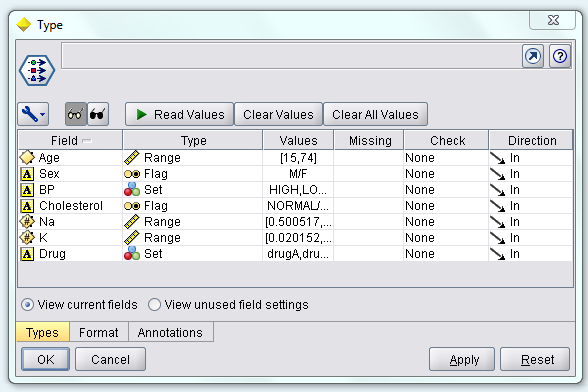 Type
Read Values Clear Values Clear All Values
Field Type Values Missing Check Direction
Age Range [15,74] None In
A Sex Flag M/F None In
A BP Set HIGH,LO... None In
A Cholesterol Flag NORMAL/... None In
# Na Range [0.500517,... None In
# K Range [0.020152,... None In
A Drug Set drugA,dru... None In
View current fields View unused field settings
Types Format Annotations
OK Cancel Apply Reset